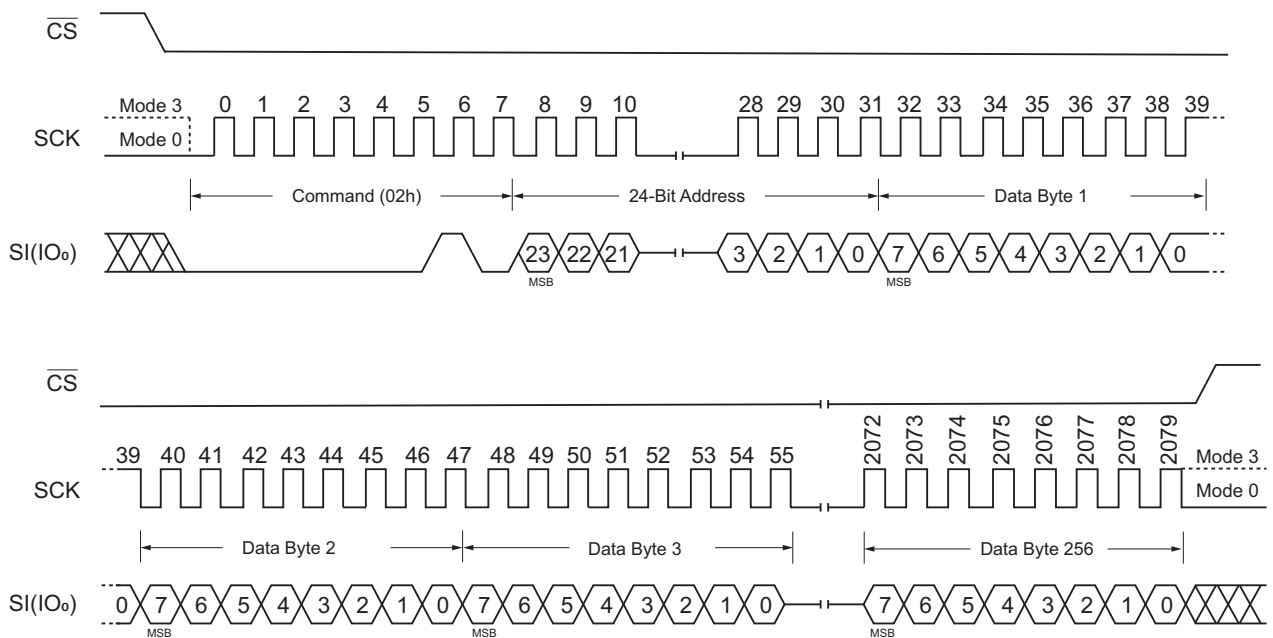 CS
Mode 3
0 1 2 3 4 5 6 7 8 9 10 28 29 30 31 32 33 34 35 36 37 38 39
SCK
Mode 0
Command (02h)
24-Bit Address
Data Byte 1
SI(IO₀)
23 22 21 3 2 1 0 7 6 5 4 3 2 1 0
MSB
MSB
CS
39 40 41 42 43 44 45 46 47 48 49 50 51 52 53 54 55 2072 2073 2074 2075 2076 2077 2078 2079
Mode 3
SCK
Mode 0
Data Byte 2
Data Byte 3
Data Byte 256
SI(IO₀)
0 7 6 5 4 3 2 1 0 7 6 5 4 3 2 1 0 7 6 5 4 3 2 1 0
MSB
MSB
MSB